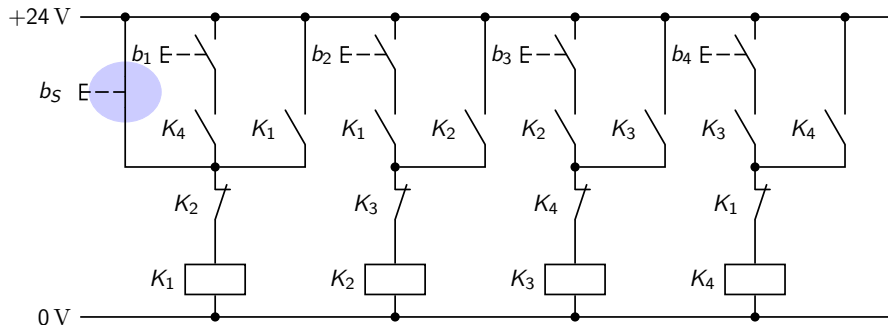 +24 V
b1 b2 b3 b4
bS
K4 K1 K1 K2 K2 K3 K3 K4
K2 K3 K4 K1
K1 K2 K3 K4
0 V